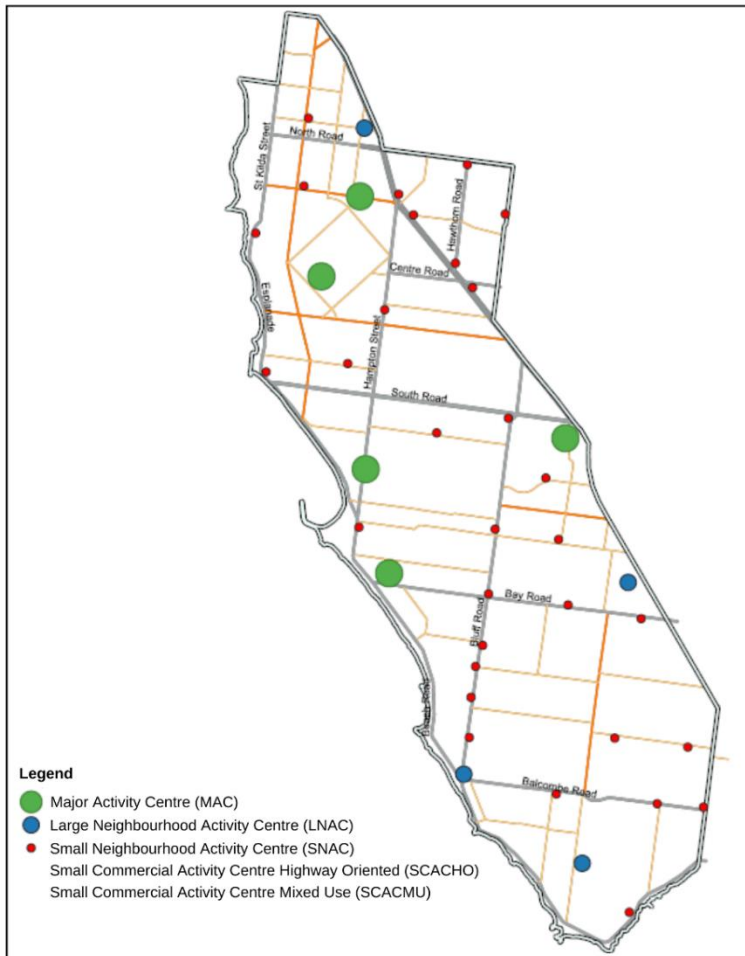 North Road
St Kilda Street
Hawthorn Road
Centre Road
Esplanade
Hampton Street
South Road
Bay Road
Bluff Road
Beach Road
Balcombe Road
Legend
Major Activity Centre (MAC)
Large Neighbourhood Activity Centre (LNAC)
Small Neighbourhood Activity Centre (SNAC)
Small Commercial Activity Centre Highway Oriented (SCACHO)
Small Commercial Activity Centre Mixed Use (SCACMU)